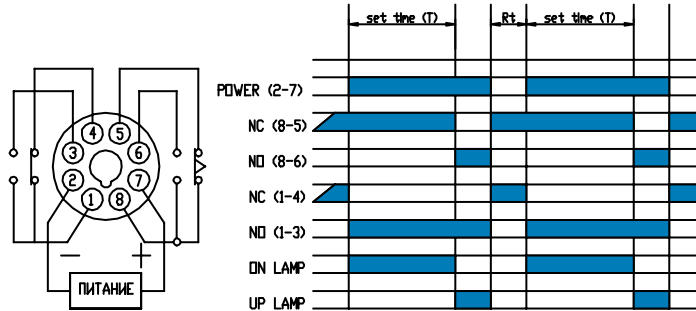 set time (T) Rt set time (T)
POWER (2-7)
NC (8-5)
NO (8-6)
NC (1-4)
NO (1-3)
ON LAMP
UP LAMP
4 5
3 6
2 7
1 8
− +
ПИТАНИЕ